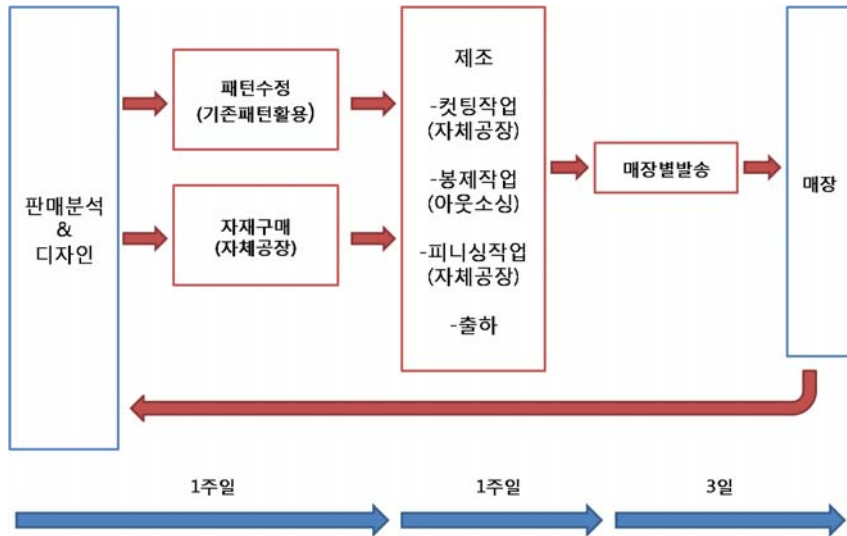 판매분석
&
디자인
패턴수정
(기존패턴활용)
자재구매
(자체공장)
제조
-컷팅작업
(자체공장)
-봉제작업
(아웃소싱)
-피니싱작업
(자체공장)
-출하
매장별발송
매장
1주일
1주일
3일